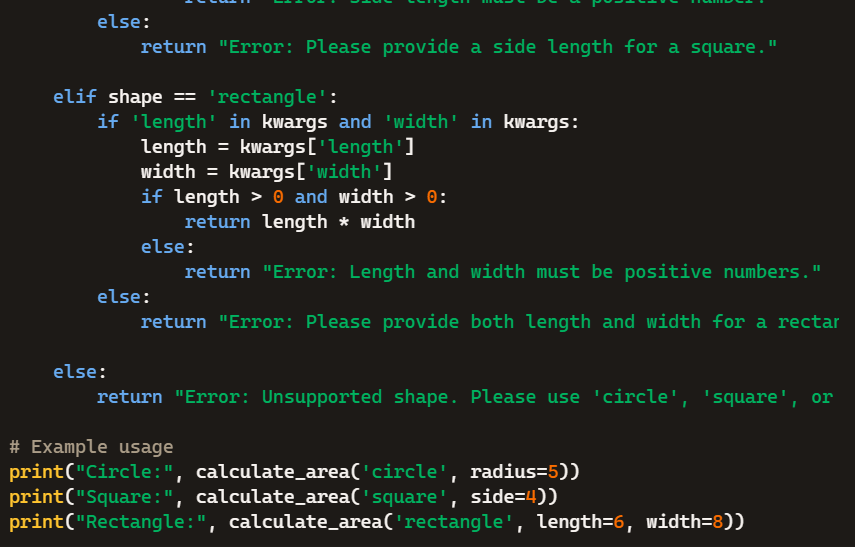 return "Error: Side length must be a positive number."
    else:
        return "Error: Please provide a side length for a square."

elif shape == 'rectangle':
    if 'length' in kwargs and 'width' in kwargs:
        length = kwargs['length']
        width = kwargs['width']
        if length > 0 and width > 0:
            return length * width
        else:
            return "Error: Length and width must be positive numbers."
    else:
        return "Error: Please provide both length and width for a rectan

else:
    return "Error: Unsupported shape. Please use 'circle', 'square', or

# Example usage
print("Circle:", calculate_area('circle', radius=5))
print("Square:", calculate_area('square', side=4))
print("Rectangle:", calculate_area('rectangle', length=6, width=8))